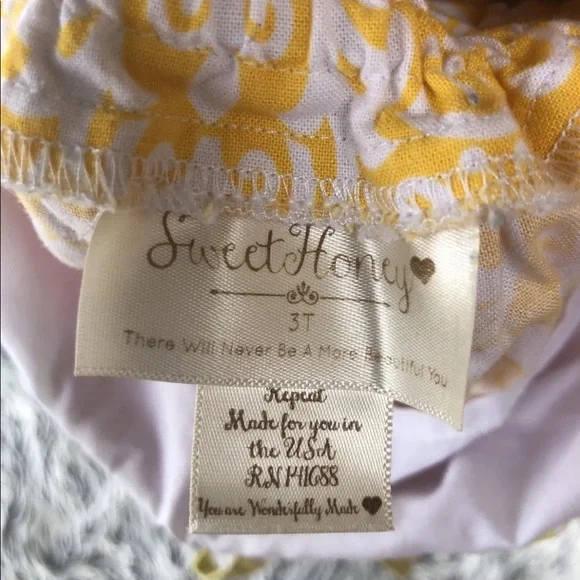 Sweet Honey
3T
There Will Never Be A More Beautiful You
Repeat
Made for you in
the USA
RN 141688
You are Wonderfully Made